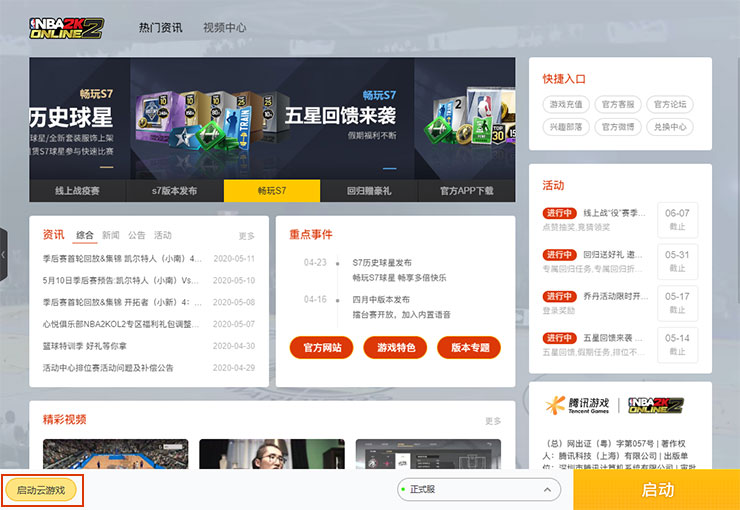 NBA2K ONLINE2
热门资讯 视频中心
畅玩S7
历史球星
球星/全新套装服饰上架
赁S7球星参与快速比赛
畅玩S7
五星回馈来袭
假期福利不断
线上战疫赛 s7版本发布 畅玩S7 回归赠豪礼 官方APP下载
快捷入口
游戏充值 官方客服 官方论坛
兴趣部落 官方微博 兑换中心
资讯 综合 新闻 公告 活动 更多
季后赛首轮回放&集锦 凯尔特人（小南）4... 2020-05-11
5月10日季后赛预告:凯尔特人（小南）Vs... 2020-05-10
季后赛首轮回放&集锦 开拓者（小新）4: ... 2020-05-08
心悦俱乐部NBA2KOL2专区福利礼包调整... 2020-05-07
篮球特训季 好礼等你拿 2020-04-30
活动中心排位赛活动问题及补偿公告 2020-04-29
重点事件
04-23 S7历史球星发布
畅玩S7球星 畅享多倍快乐
04-16 四月中版本发布
擂台赛开放，加入内置语音
官方网站 游戏特色 版本专题
活动
进行中 线上战“役”赛季... 06-07
点赞抽奖,竞猜领奖 截止
进行中 回归送好礼 邀... 05-31
专属回归任务,专属回归折... 截止
进行中 乔丹活动限时开... 05-17
登录奖励 截止
进行中 五星回馈来袭 ... 05-14
五星回馈,假期任务,排位不... 截止
精彩视频 更多
腾讯游戏 Tencent Games NBA2K ONLINE2
（总）网出证（粤）字第057号 | 著作权
人：腾讯科技（上海）有限公司 | 出版单
位：深圳市腾讯计算机系统有限公司 | 审批
启动云游戏 正式服 启动